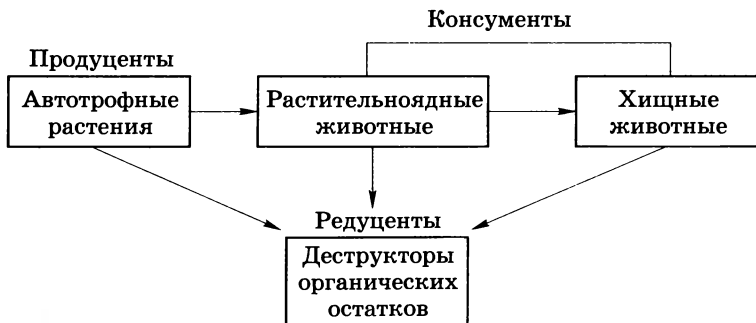 Консументы
Продуценты
Автотрофные
растения
Растительноядные
животные
Хищные
животные
Редуценты
Деструкторы
органических
остатков